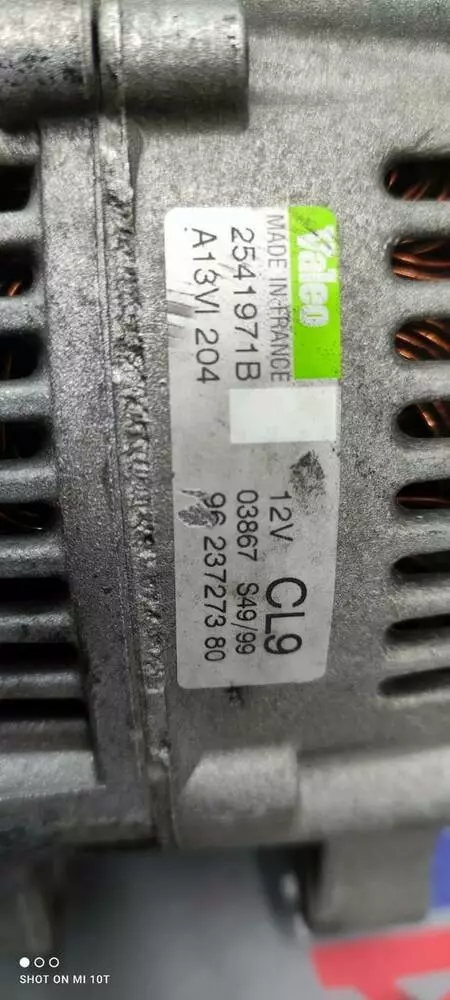 Valeo
MADE IN FRANCE
2541971B
A13VI 204
12V CL9
03867 S49/99
96 237273 80
SHOT ON MI 10T